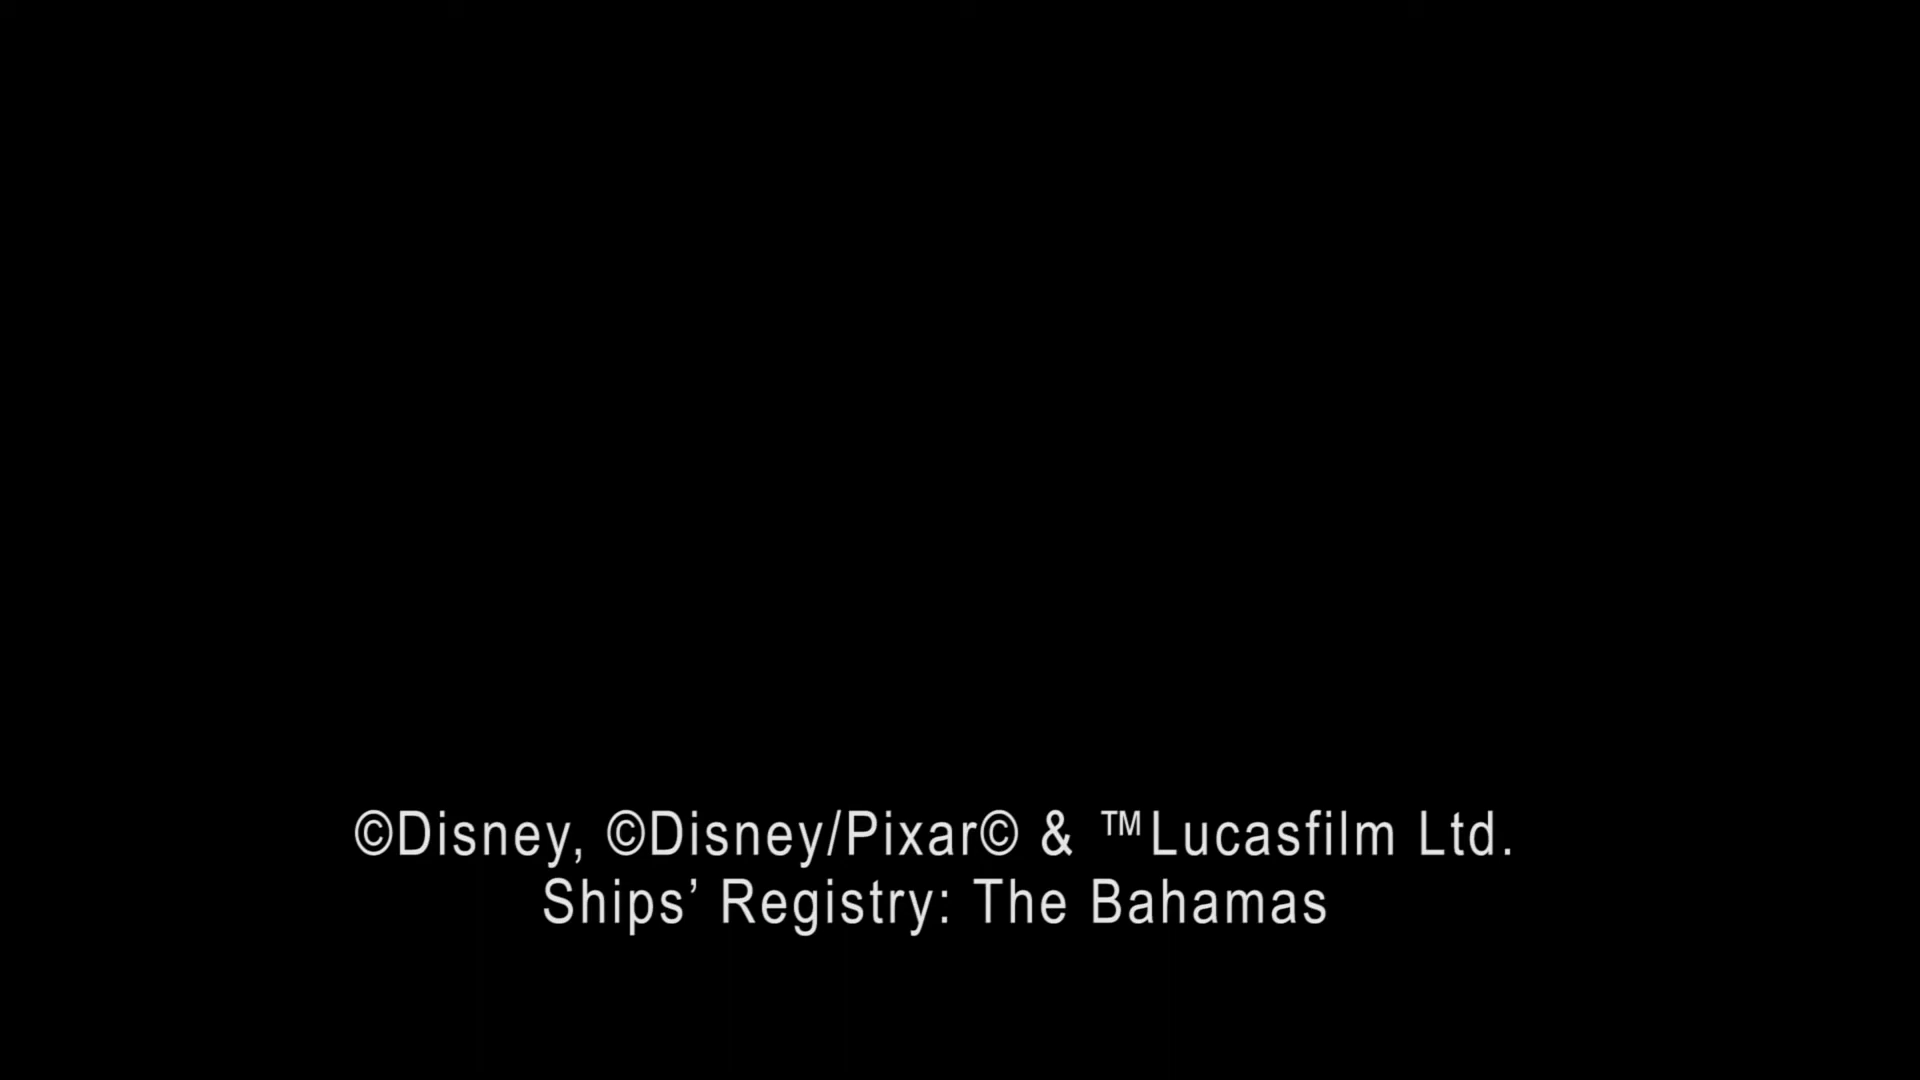 ©Disney, ©Disney/Pixar© & ™Lucasfilm Ltd.
Ships’ Registry: The Bahamas